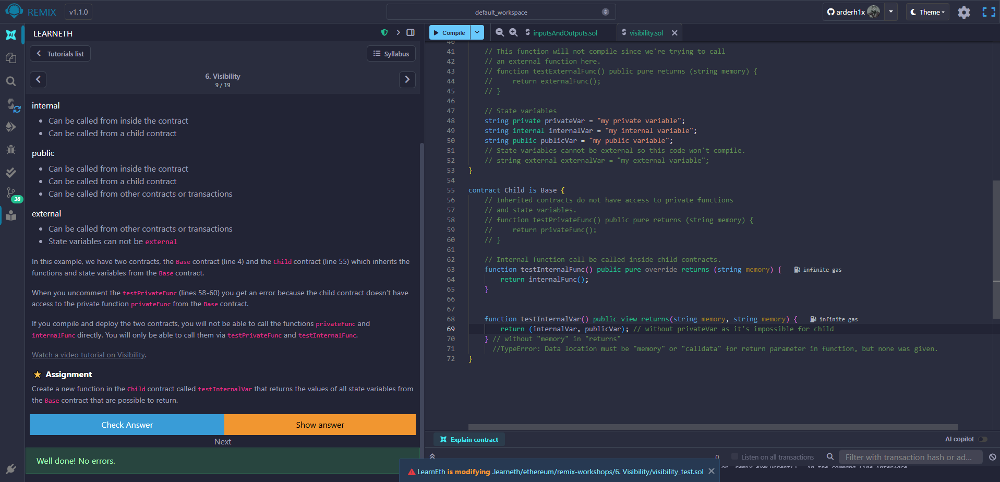 REMIX v1.1.0
default_workspace
arderh1x
Theme
LEARNETH
Tutorials list
Syllabus
6. Visibility
9 / 19
internal
Can be called from inside the contract
Can be called from a child contract
public
Can be called from inside the contract
Can be called from a child contract
Can be called from other contracts or transactions
external
Can be called from other contracts or transactions
State variables can not be external
In this example, we have two contracts, the Base contract (line 4) and the Child contract (line 55) which inherits the
functions and state variables from the Base contract.
When you uncomment the testPrivateFunc (lines 58-60) you get an error because the child contract doesn't have
access to the private function privateFunc from the Base contract.
If you compile and deploy the two contracts, you will not be able to call the functions privateFunc and
internalFunc directly. You will only be able to call them via testPrivateFunc and testInternalFunc.
Watch a video tutorial on Visibility.
⭐ Assignment
Create a new function in the Child contract called testInternalVar that returns the values of all state variables from
the Base contract that are possible to return.
Check Answer
Show answer
Next
Well done! No errors.
AI
38
Compile
inputsAndOutputs.sol
visibility.sol
40
41 // This function will not compile since we're trying to call
42 // an external function here.
43 // function testExternalFunc() public pure returns (string memory) {
44 //     return externalFunc();
45 // }
46
47 // State variables
48 string private privateVar = "my private variable";
49 string internal internalVar = "my internal variable";
50 string public publicVar = "my public variable";
51 // State variables cannot be external so this code won't compile.
52 // string external externalVar = "my external variable";
53 }
54
55 contract Child is Base {
56 // Inherited contracts do not have access to private functions
57 // and state variables.
58 // function testPrivateFunc() public pure returns (string memory) {
59 //     return privateFunc();
60 // }
61
62 // Internal function call be called inside child contracts.
63 function testInternalFunc() public pure override returns (string memory) { infinite gas
64 return internalFunc();
65 }
66
67
68 function testInternalVar() public view returns(string memory, string memory) { infinite gas
69 return (internalVar, publicVar); // without privateVar as it's impossible for child
70 } // without "memory" in "returns"
71 //TypeError: Data location must be "memory" or "calldata" for return parameter in function, but none was given.
72 }
Explain contract
AI copilot
0
Listen on all transactions
Filter with transaction hash or ad...
or remix.exeCurrent() in the command line interface
LearnEth is modifying .learneth/ethereum/remix-workshops/6. Visibility/visibility_test.sol